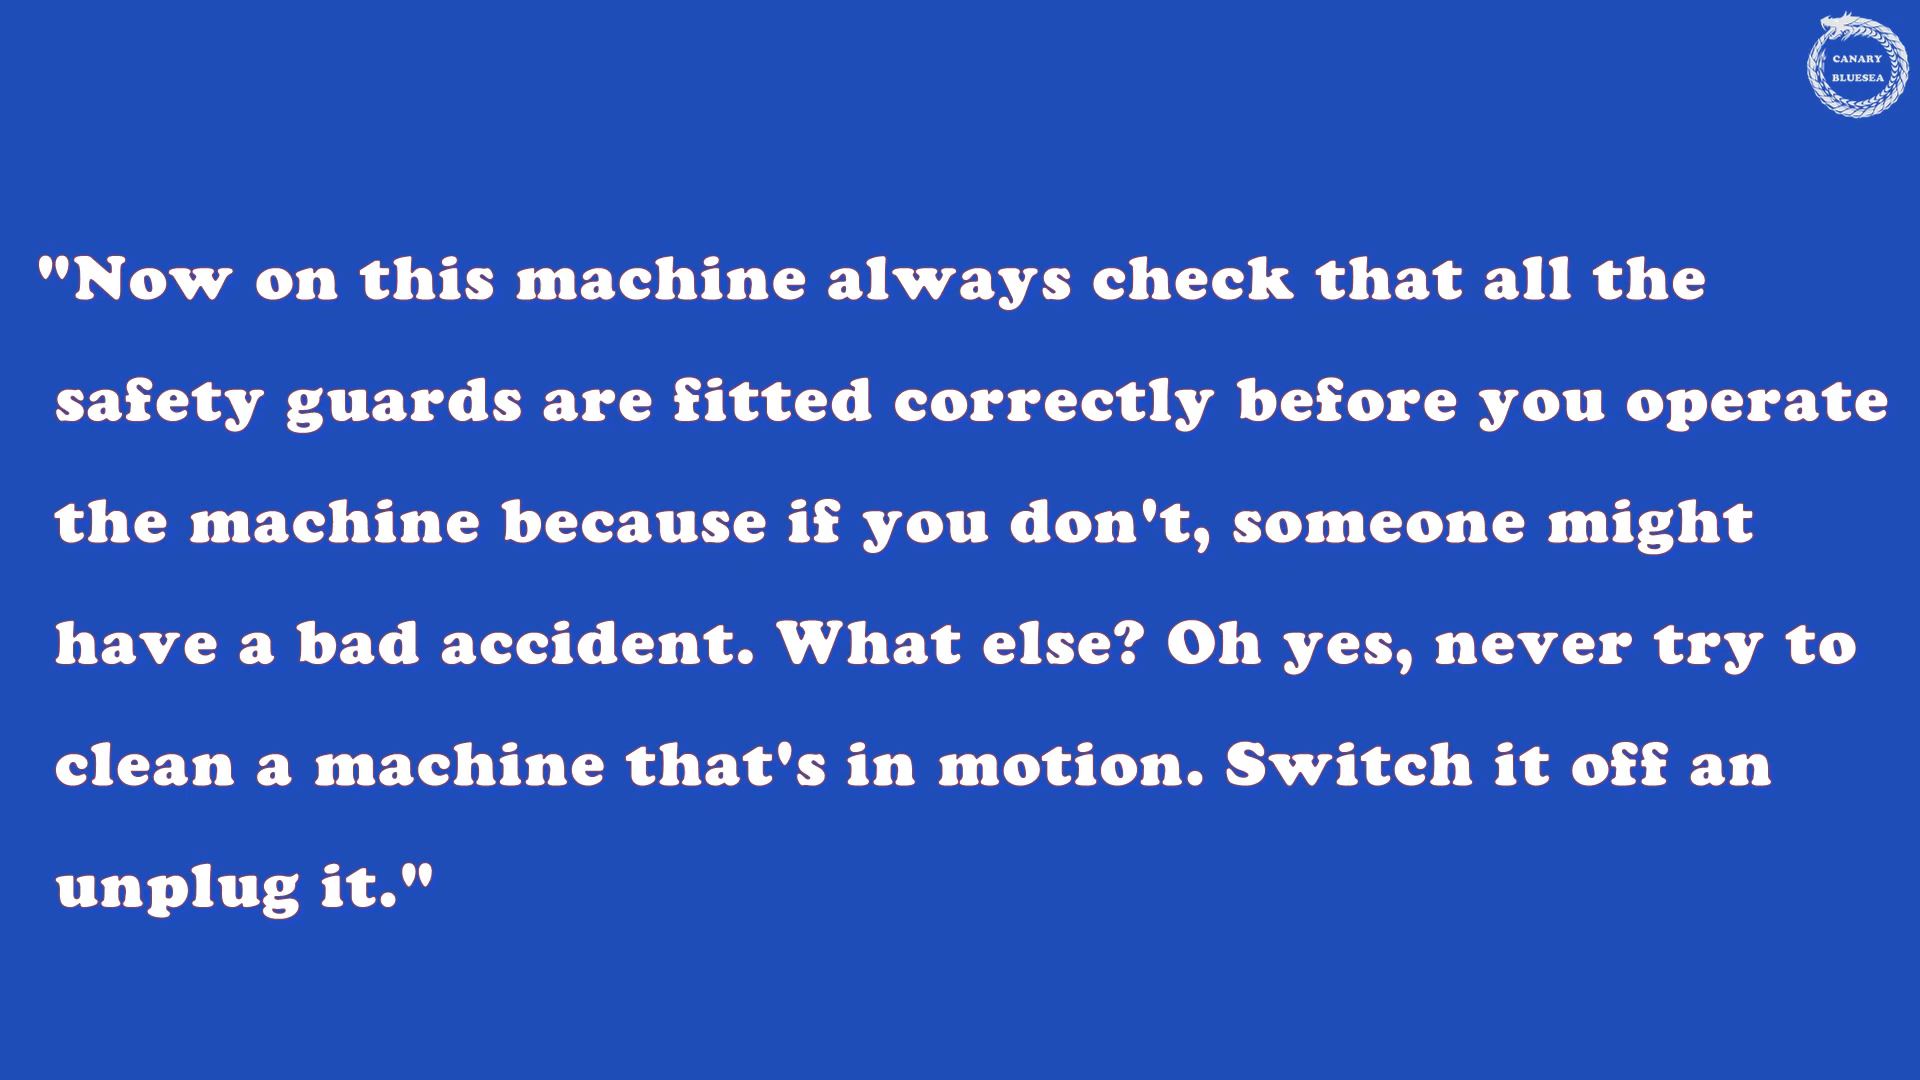 CANARY
BLUESEA
"Now on this machine always check that all the
safety guards are fitted correctly before you operate
the machine because if you don't, someone might
have a bad accident. What else? Oh yes, never try to
clean a machine that's in motion. Switch it off an
unplug it."